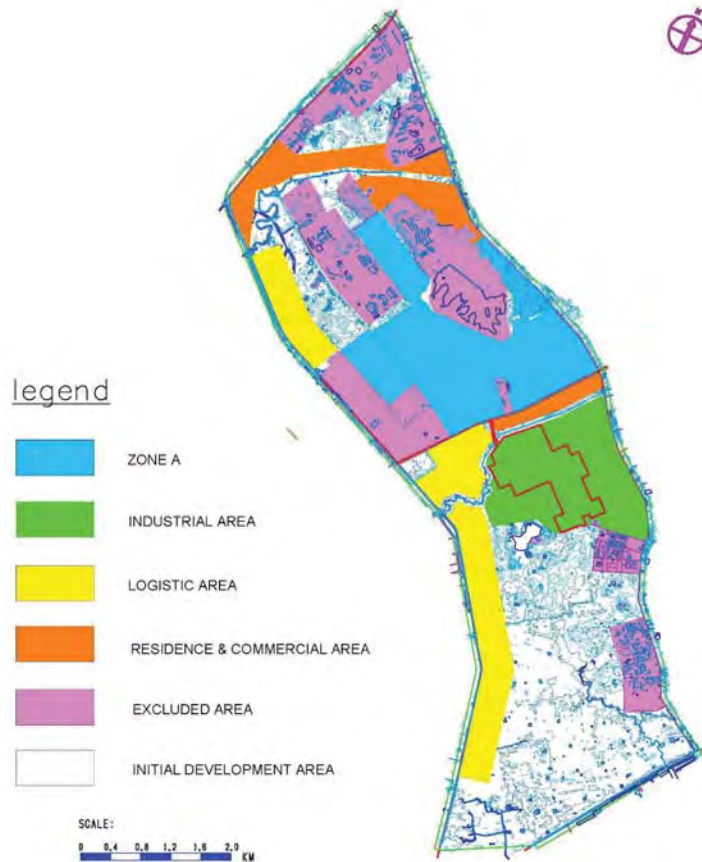 legend
ZONE A
INDUSTRIAL AREA
LOGISTIC AREA
RESIDENCE & COMMERCIAL AREA
EXCLUDED AREA
INITIAL DEVELOPMENT AREA
SCALE:
0 0.4 0.8 1.2 1.6 2.0
KM